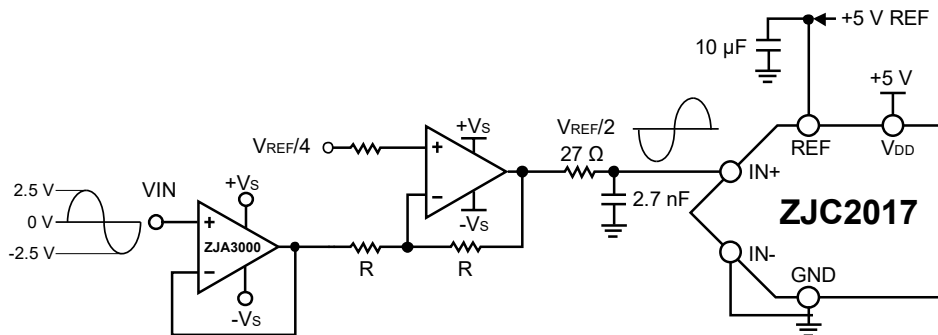 +5 V REF
10 µF
+5 V
VREF/4
+VS
-VS
VREF/2
27 Ω
2.7 nF
REF
VDD
IN+
ZJC2017
IN-
GND
2.5 V
0 V
-2.5 V
VIN
+VS
ZJA3000
-VS
R
R
+
−
+
−